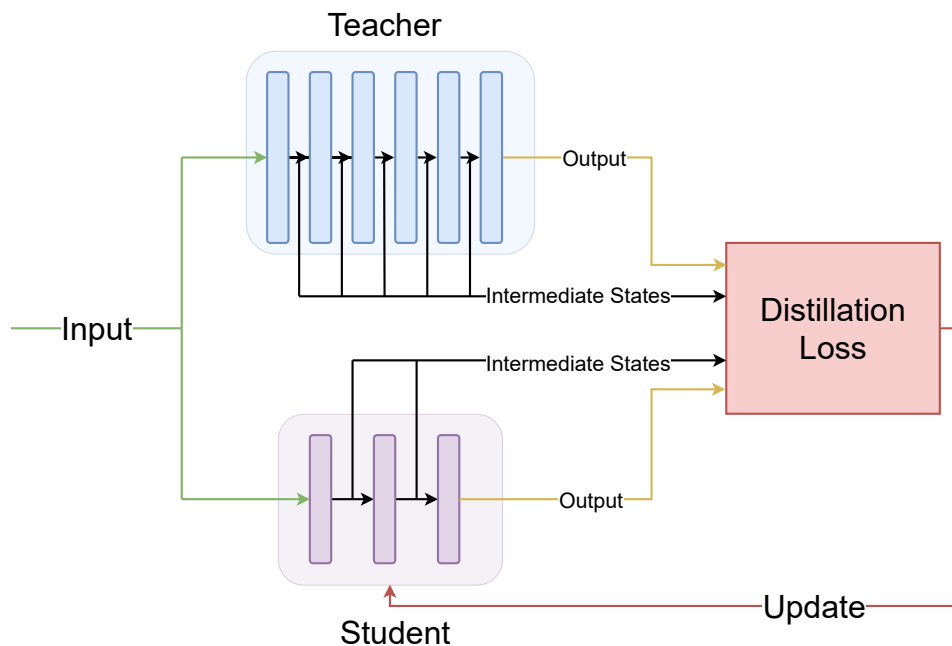 Teacher
Output
Intermediate States
Input
Distillation
Loss
Intermediate States
Output
Update
Student